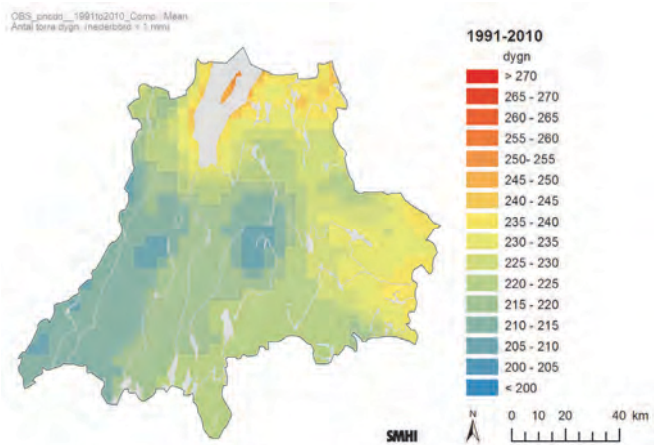 OBS_pricdd__1991to2010_Comp Mean
Antal torra dygn (nederbörd < 1 mm)
1991-2010
dygn
> 270
265 - 270
260 - 265
255 - 260
250- 255
245 - 250
240 - 245
235 - 240
230 - 235
225 - 230
220 - 225
215 - 220
210 - 215
205 - 210
200 - 205
< 200
N
0 10 20 40 km
SMHI